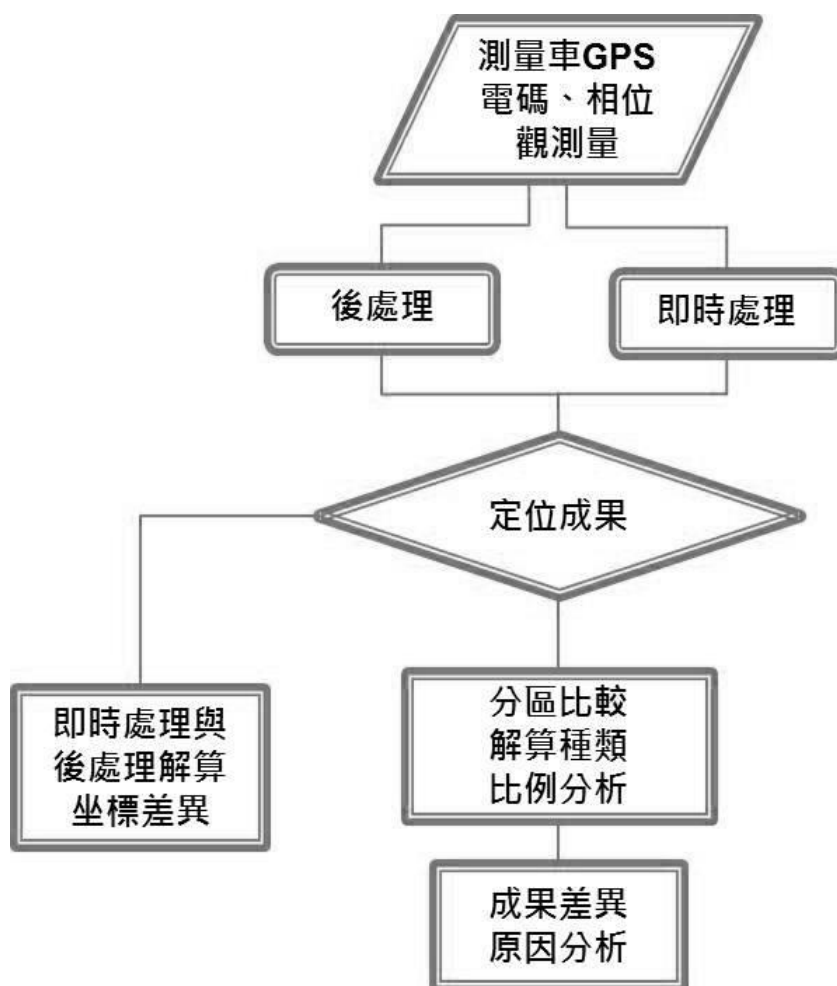 測量車GPS
電碼、相位
觀測量
後處理
即時處理
定位成果
即時處理與
後處理解算
坐標差異
分區比較
解算種類
比例分析
成果差異
原因分析